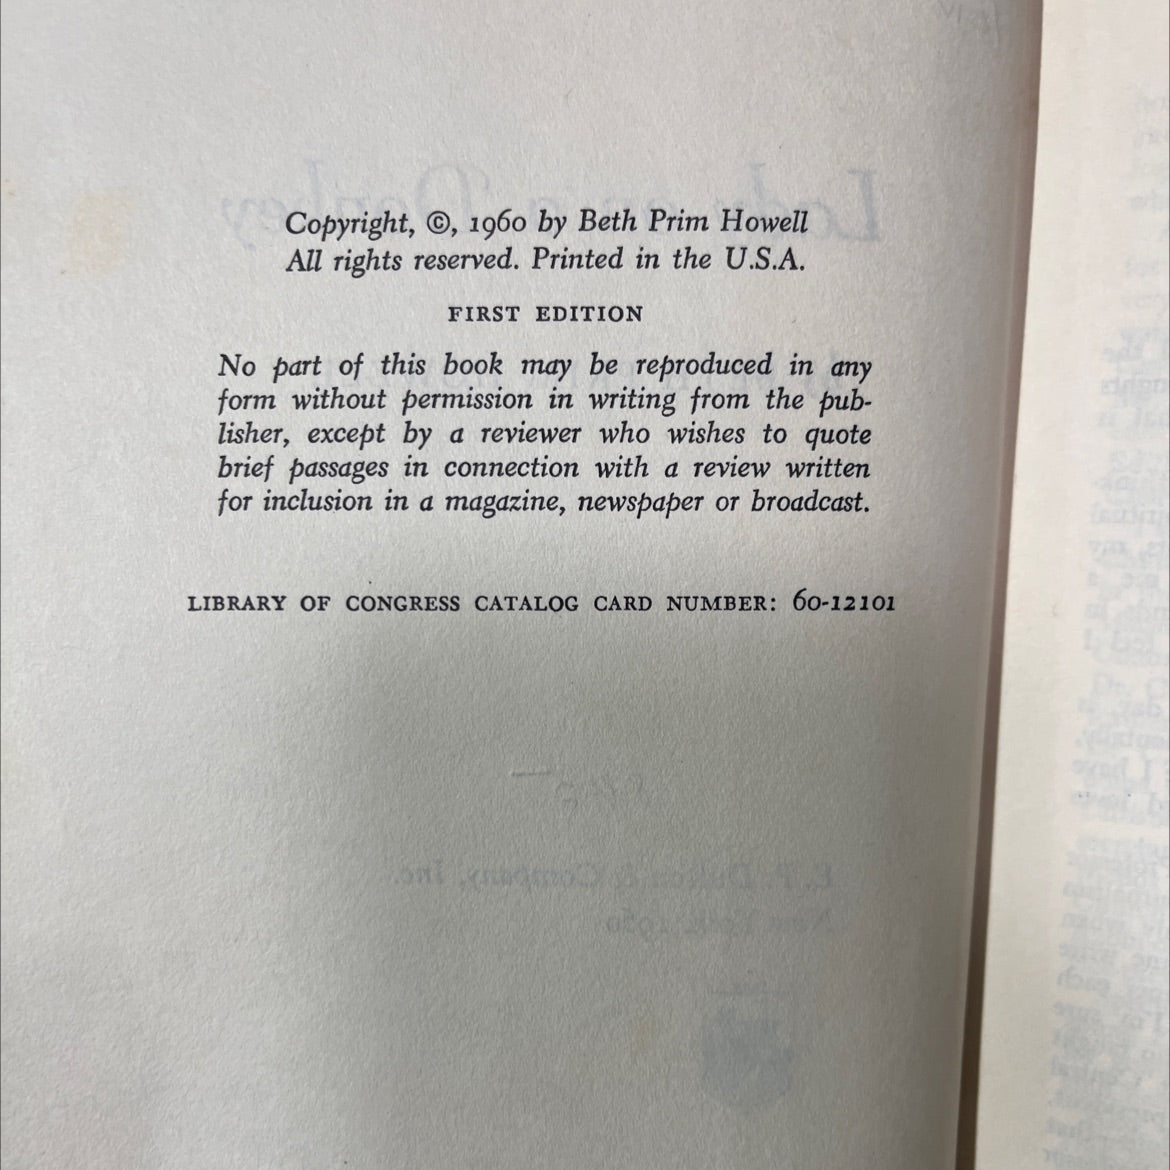 Copyright, ©, 1960 by Beth Prim Howell
All rights reserved. Printed in the U.S.A.
FIRST EDITION
No part of this book may be reproduced in any
form without permission in writing from the pub-
lisher, except by a reviewer who wishes to quote
brief passages in connection with a review written
for inclusion in a magazine, newspaper or broadcast.
LIBRARY OF CONGRESS CATALOG CARD NUMBER: 60-12101